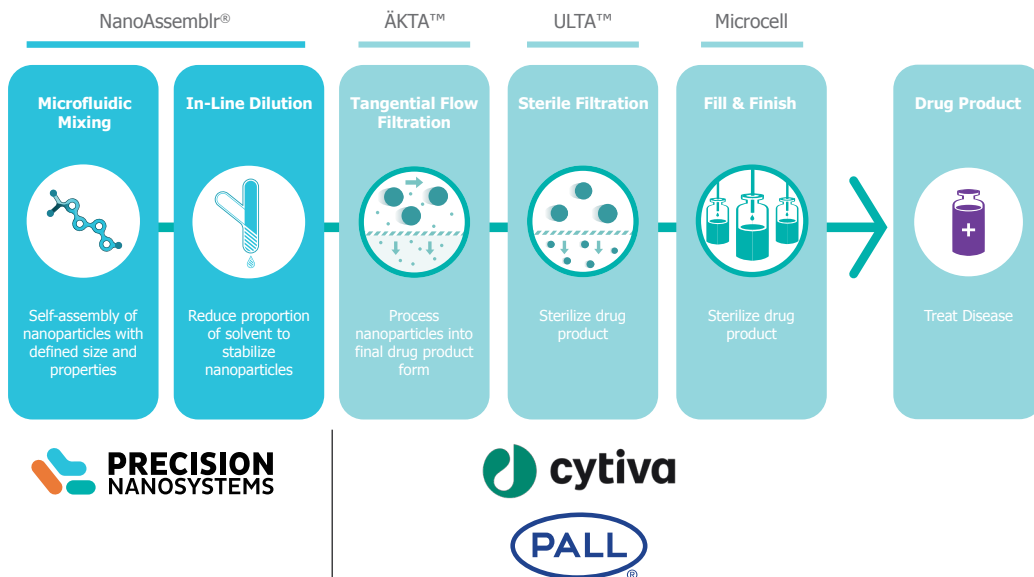 NanoAssemblr®
ÄKTA™
ULTA™
Microcell
Microfluidic
Mixing
Self-assembly of
nanoparticles with
defined size and
properties
In-Line Dilution
Reduce proportion
of solvent to
stabilize
nanoparticles
Tangential Flow
Filtration
Process
nanoparticles into
final drug product
form
Sterile Filtration
Sterilize drug
product
Fill & Finish
Sterilize drug
product
Drug Product
Treat Disease
PRECISION
NANOSYSTEMS
cytiva
PALL
®